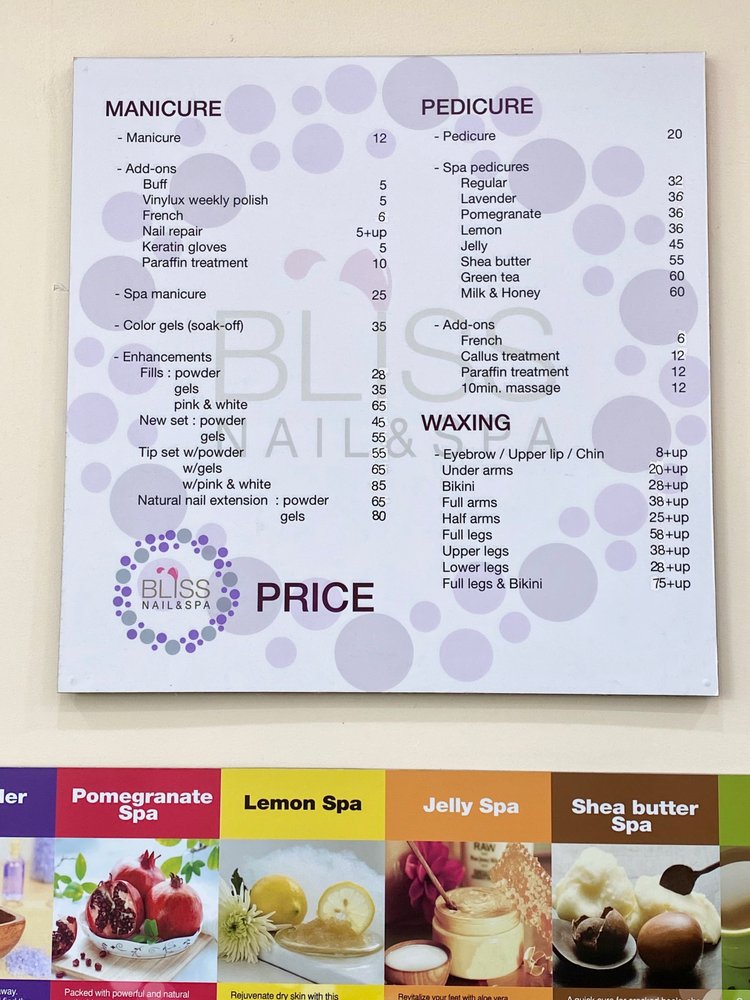 MANICURE
- Manicure 12
- Add-ons
Buff 5
Vinylux weekly polish 5
French 6
Nail repair 5+up
Keratin gloves 5
Paraffin treatment 10
- Spa manicure 25
- Color gels (soak-off) 35
- Enhancements
Fills : powder 28
gels 35
pink & white 65
New set : powder 45
gels 55
Tip set w/powder 55
w/gels 65
w/pink & white 85
Natural nail extension : powder 65
gels 80
PEDICURE
- Pedicure 20
- Spa pedicures
Regular 32
Lavender 36
Pomegranate 36
Lemon 36
Jelly 45
Shea butter 55
Green tea 60
Milk & Honey 60
- Add-ons
French 6
Callus treatment 12
Paraffin treatment 12
10min. massage 12
WAXING
- Eyebrow / Upper lip / Chin 8+up
Under arms 20+up
Bikini 28+up
Full arms 38+up
Half arms 25+up
Full legs 58+up
Upper legs 38+up
Lower legs 28+up
Full legs & Bikini 75+up
BLISS
NAIL&SPA
BLISS
NAIL&SPA
PRICE
Pomegranate
Spa
Lemon Spa
Jelly Spa
Shea butter
Spa
Packed with powerful and natural
Rejuvenate dry skin with this
Revitalize your feet with aloe vera